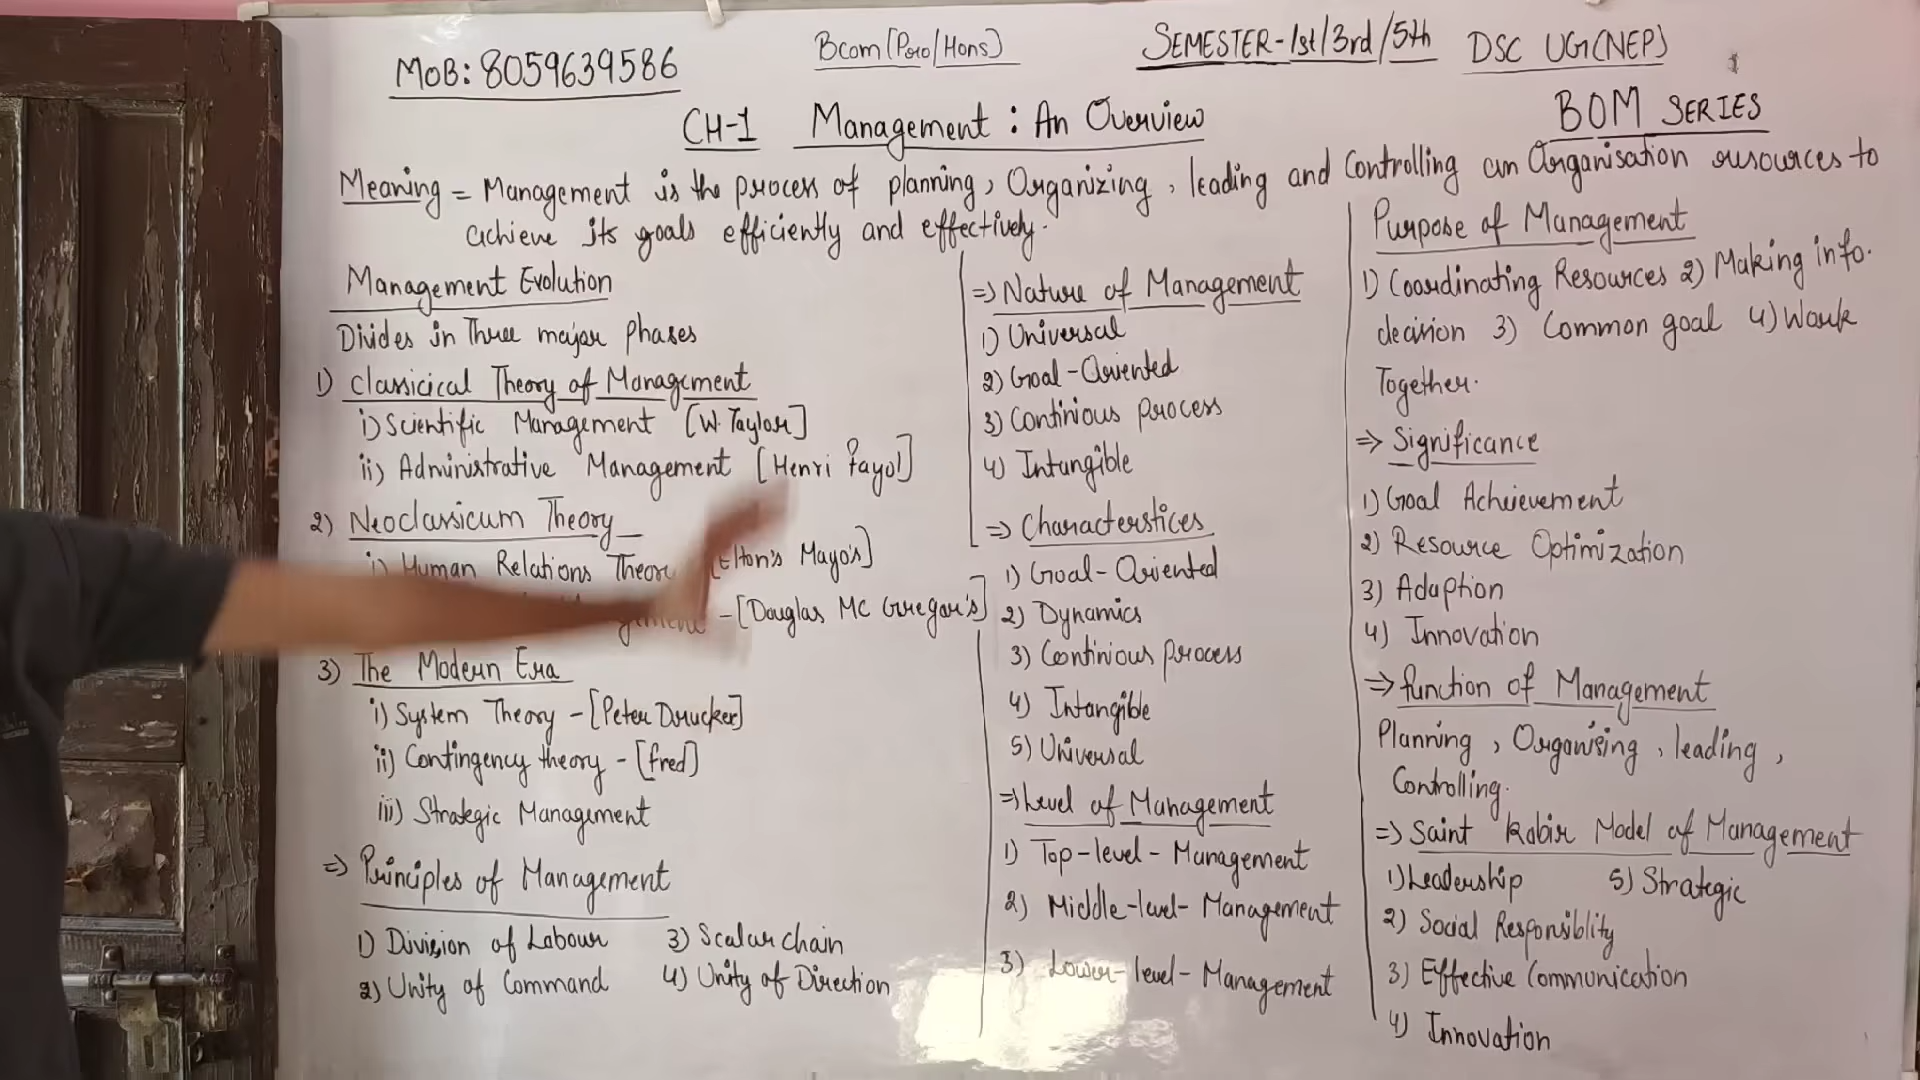 MOB: 8059639586
Bcom (Pro/Hons)
SEMESTER-1st/3rd/5th
DSC UG(NEP)
BOM SERIES
CH-1 Management : An Overview
Meaning = Management is the process of planning, Organizing, leading and Controlling an Organisation resources to
achieve its goals efficiently and effectively.
Management Evolution
Divides in Three major phases
1) Classicical Theory of Management
i) Scientific Management [W. Taylor]
ii) Administrative Management [Henri Fayol]
2) Neoclassicum Theory
i) Human Relations Theory [Elton's Mayo's]
- [Douglas MC Gregor's]
3) The Modern Era
i) System Theory - [Peter Drucker]
ii) Contingency theory - [fred]
iii) Strategic Management
=> Principles of Management
1) Division of Labour 3) Scalar chain
2) Unity of Command 4) Unity of Direction
=> Nature of Management
1) Universal
2) Goal-Oriented
3) Continious process
4) Intangible
=> Characterstices
1) Goal-Oriented
2) Dynamics
3) Continious process
4) Intangible
5) Universal
=> Level of Management
1) Top-level-Management
2) Middle-level-Management
3) Lower-level-Management
Purpose of Management
1) Coordinating Resources 2) Making info.
decision 3) Common goal 4) Work
Together.
=> Significance
1) Goal Achievement
2) Resource Optimization
3) Adaption
4) Innovation
=> function of Management
Planning, Organising, leading,
Controlling.
=> Saint Kabir Model of Management
1) Leadership 5) Strategic
2) Social Responsiblity
3) Effective Communication
4) Innovation